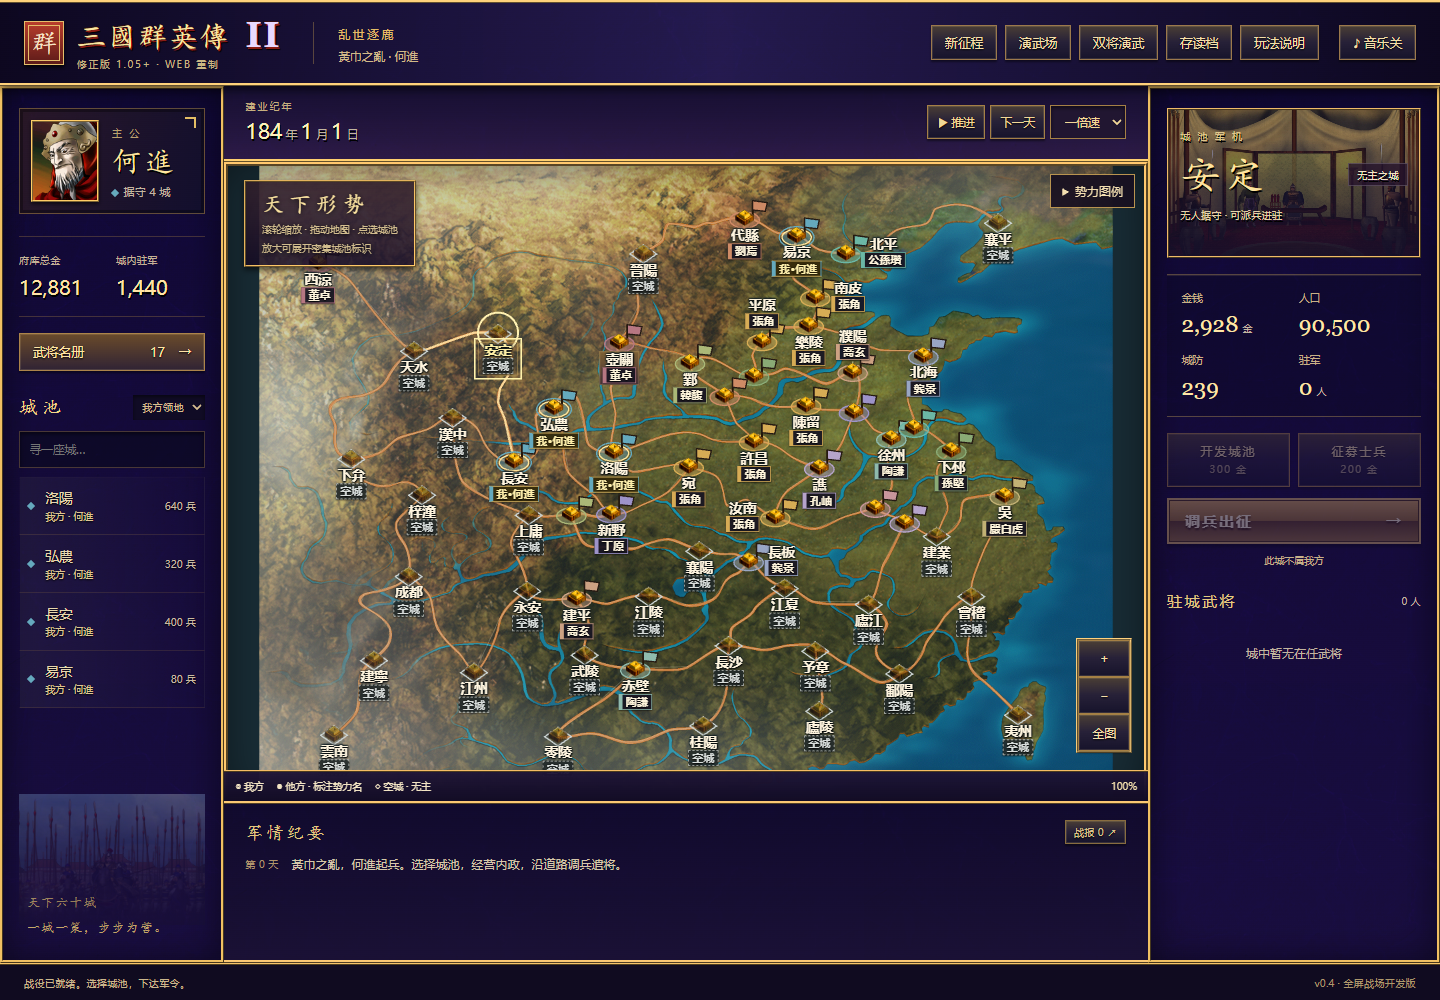 群 三國群英傳 II
修正版 1.05+ · WEB 重制
乱世逐鹿
黃巾之亂 · 何進
新征程 演武场 双将演武 存读档 玩法说明 ♪ 音乐关
主 公
何進
据守 4 城
府库总金 城内驻军
12,881 1,440
武将名册 17 →
城池 我方领地
寻一座城...
洛陽 640 兵
我方 · 何進
弘農 320 兵
我方 · 何進
長安 400 兵
我方 · 何進
易京 80 兵
我方 · 何進
天下六十城
一城一策，步步为营。
建业纪年
184 年 1 月 1 日
▶ 推进 下一天 一倍速
天下形势
滚轮缩放 · 拖动地图 · 点选城池
放大可展开密集城池标识
▶ 势力图例
代縣
劉焉
易京
我•何進
北平
公孫瓚
襄平
空城
西涼
董卓
晉陽
空城
南皮
張角
平原
張角
樂陵
張角
濮陽
喬玄
北海
龔景
安定
空城
天水
空城
壺關
董卓
鄴
韓馥
弘農
我•何進
漢中
空城
陳留
張角
徐州
陶謙
下邳
孫堅
下弁
空城
長安
我•何進
洛陽
我•何進
許昌
張角
宛
張角
譙
孔岫
梓潼
空城
上庸
空城
新野
丁原
汝南
張角
吳
嚴白虎
建業
空城
襄陽
空城
長板
龔景
成都
空城
永安
空城
建平
喬玄
江陵
空城
江夏
空城
廬江
空城
會稽
空城
建寧
空城
江州
空城
武陵
空城
赤壁
陶謙
長沙
空城
予章
空城
鄱陽
空城
雲南
空城
零陵
空城
桂陽
空城
廬陵
空城
夷州
空城
+
−
全图
我方 他方 · 标注势力名 空城 · 无主 100%
军情纪要 战报 0 ↗
第 0 天 黃巾之亂，何進起兵。选择城池，经营内政，沿道路调兵遣将。
城池军机
安定 无主之城
无人据守 · 可派兵进驻
金钱 人口
2,928 金 90,500
城防 驻军
239 0 人
开发城池 征募士兵
300 金 200 金
调兵出征 →
此城不属我方
驻城武将 0 人
城中暂无在任武将
战役已就绪。选择城池，下达军令。 v0.4 · 全屏战场开发版